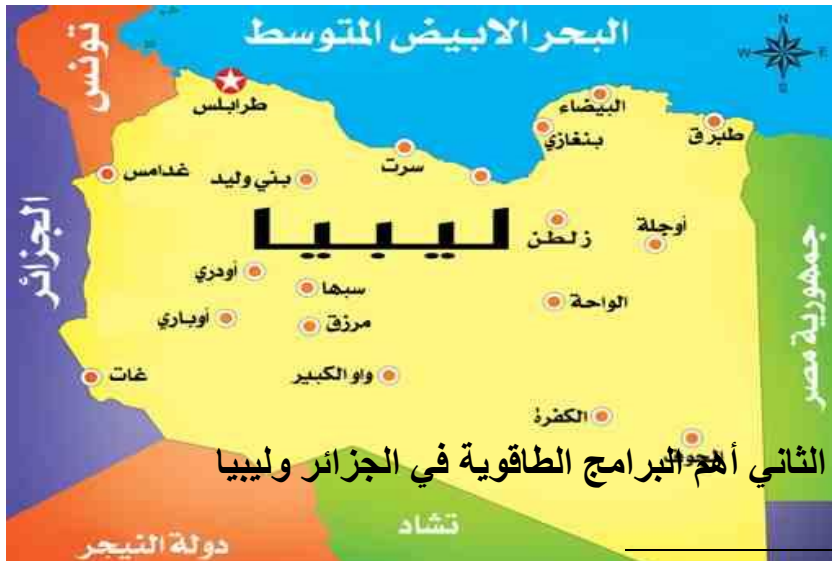 البحر الابيض المتوسط
تونس
N
W E
S
طرابلس
البيضاء
بنغازي
طبرق
غدامس
بني وليد
سرت
ليبيا
زلطن
أوجلة
الجزائر
جمهورية مصر
أودري
سبها
الواحة
أوباري
مرزق
غات
واو الكبير
الكفرة
الجوف
الثاني أهم البرامج الطاقوية في الجزائر وليبيا
تشاد
دولة النيجر